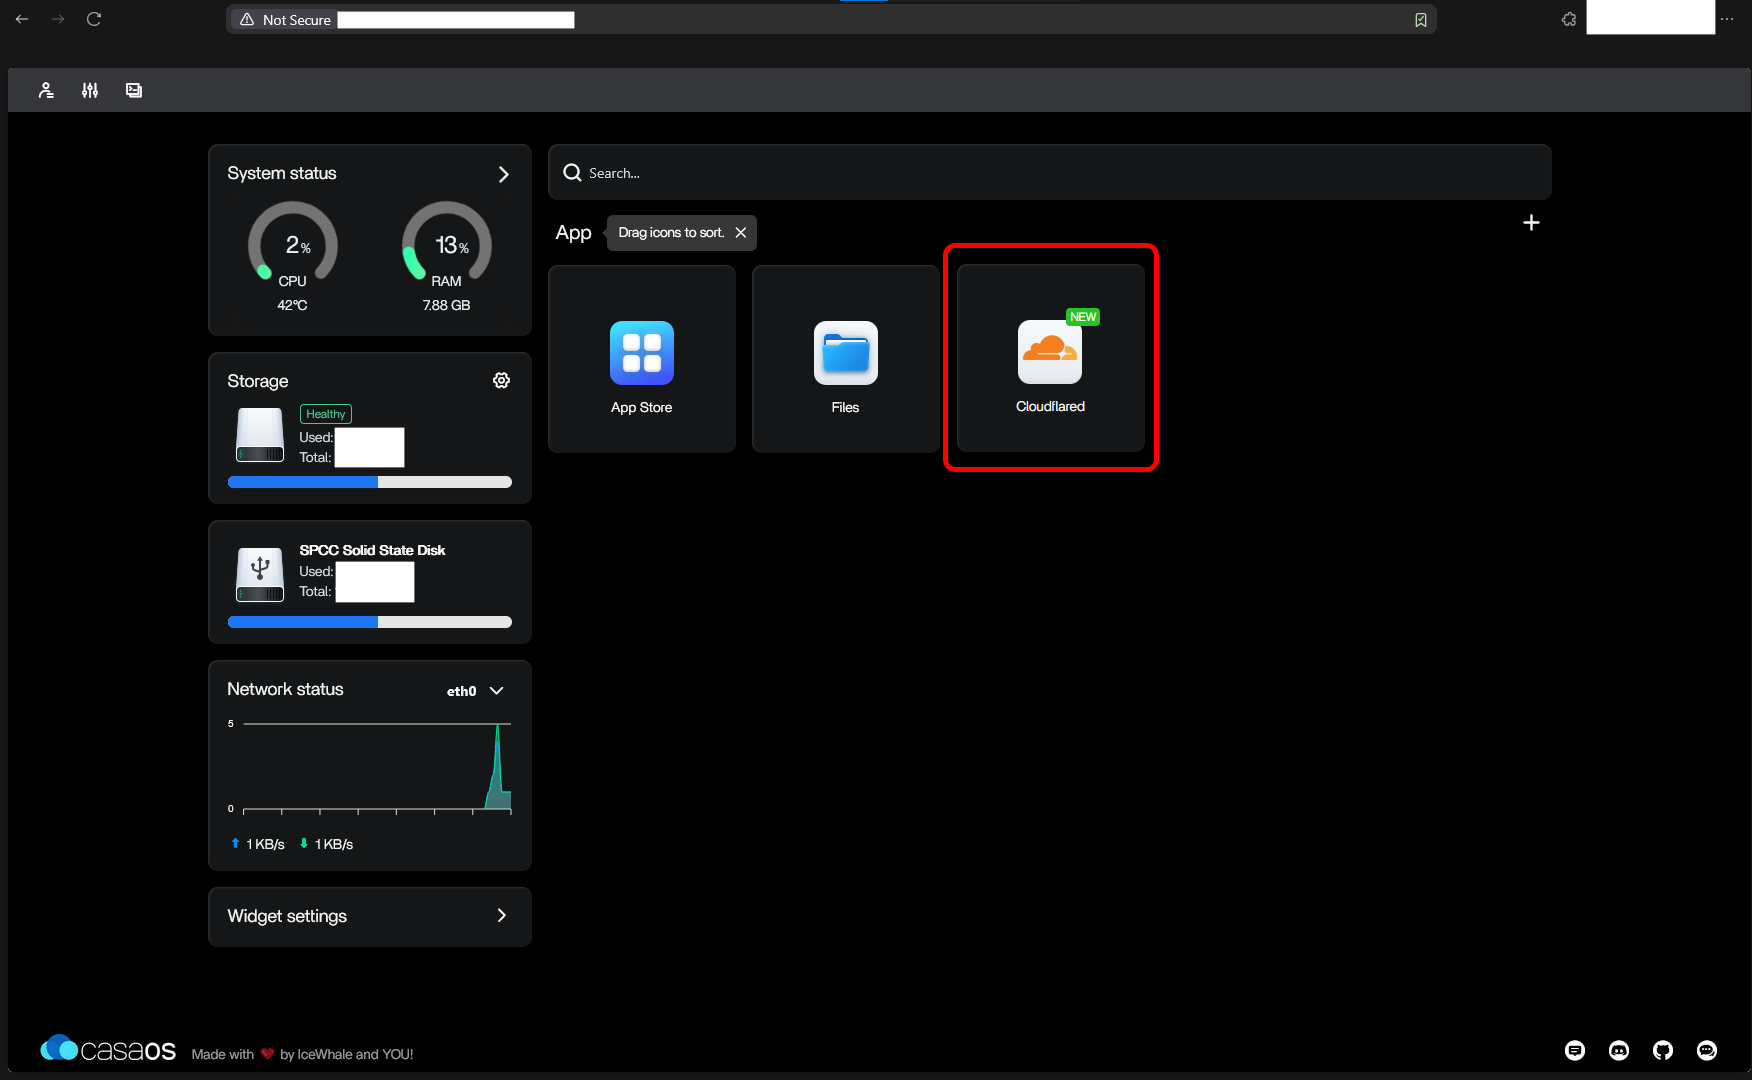 Not Secure
System status
2%
CPU
42°C
13%
RAM
7.88 GB
Storage
Healthy
Used:
Total:
SPCC Solid State Disk
Used:
Total:
Network status
eth0
5
0
1 KB/s
1 KB/s
Widget settings
Search...
App
Drag icons to sort.
App Store
Files
NEW
Cloudflared
casaos
Made with ❤ by IceWhale and YOU!